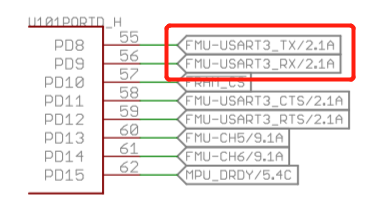 U101PORTD_H
PD8 55 FMU-USART3_TX/2.1A
PD9 56 FMU-USART3_RX/2.1A
PD10 57 FRAM_CS
PD11 58 FMU-USART3_CTS/2.1A
PD12 59 FMU-USART3_RTS/2.1A
PD13 60 FMU-CH5/9.1A
PD14 61 FMU-CH6/9.1A
PD15 62 MPU_DRDY/5.4C